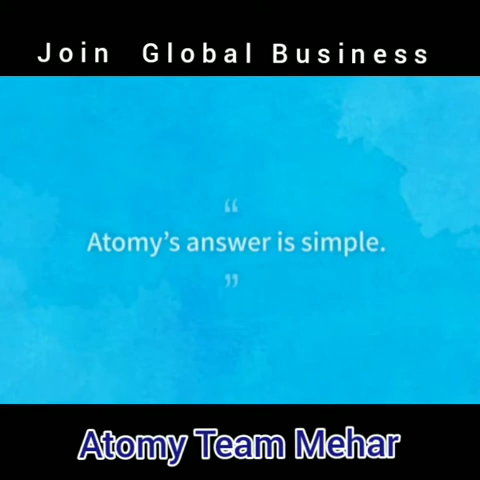 Join Global Business
“
Atomy’s answer is simple.
”
Atomy Team Mehar